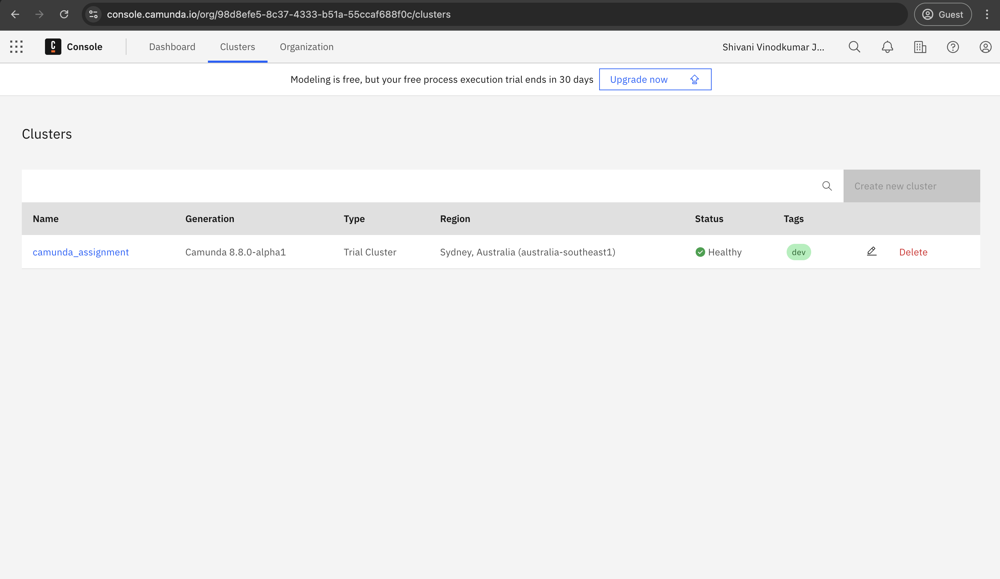 console.camunda.io/org/98d8efe5-8c37-4333-b51a-55ccaf688f0c/clusters Guest
C Console Dashboard Clusters Organization Shivani Vinodkumar J...
Modeling is free, but your free process execution trial ends in 30 days Upgrade now
Clusters
Create new cluster
Name Generation Type Region Status Tags
camunda_assignment Camunda 8.8.0-alpha1 Trial Cluster Sydney, Australia (australia-southeast1) Healthy dev Delete